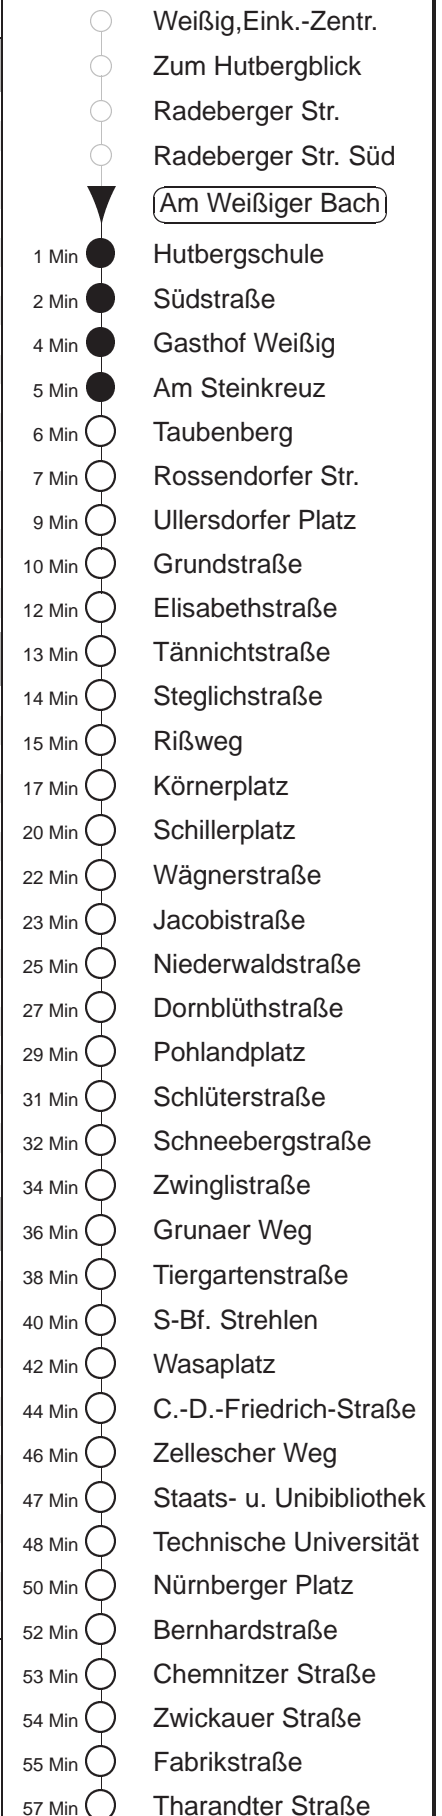 Weißig,Eink.-Zentr.
Zum Hutbergblick
Radeberger Str.
Radeberger Str. Süd
Am Weißiger Bach
1 Min Hutbergschule
2 Min Südstraße
4 Min Gasthof Weißig
5 Min Am Steinkreuz
6 Min Taubenberg
7 Min Rossendorfer Str.
9 Min Ullersdorfer Platz
10 Min Grundstraße
12 Min Elisabethstraße
13 Min Tännichtstraße
14 Min Steglichstraße
15 Min Rißweg
17 Min Körnerplatz
20 Min Schillerplatz
22 Min Wägnerstraße
23 Min Jacobistraße
25 Min Niederwaldstraße
27 Min Dornblüthstraße
29 Min Pohlandplatz
31 Min Schlüterstraße
32 Min Schneebergstraße
34 Min Zwinglistraße
36 Min Grunaer Weg
38 Min Tiergartenstraße
40 Min S-Bf. Strehlen
42 Min Wasaplatz
44 Min C.-D.-Friedrich-Straße
46 Min Zellescher Weg
47 Min Staats- u. Unibibliothek
48 Min Technische Universität
50 Min Nürnberger Platz
52 Min Bernhardstraße
53 Min Chemnitzer Straße
54 Min Zwickauer Straße
55 Min Fabrikstraße
57 Min Tharandter Straße